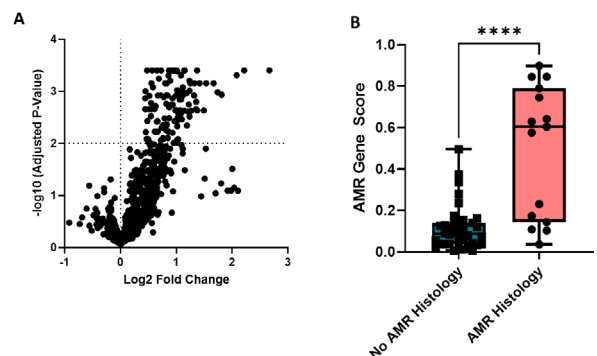 A
-log10 (Adjusted P-Value)
4
3
2
1
0
-1
0
1
2
3
Log2 Fold Change
B
****
AMR Gene Score
1.0
0.8
0.6
0.4
0.2
0.0
No AMR Histology
AMR Histology